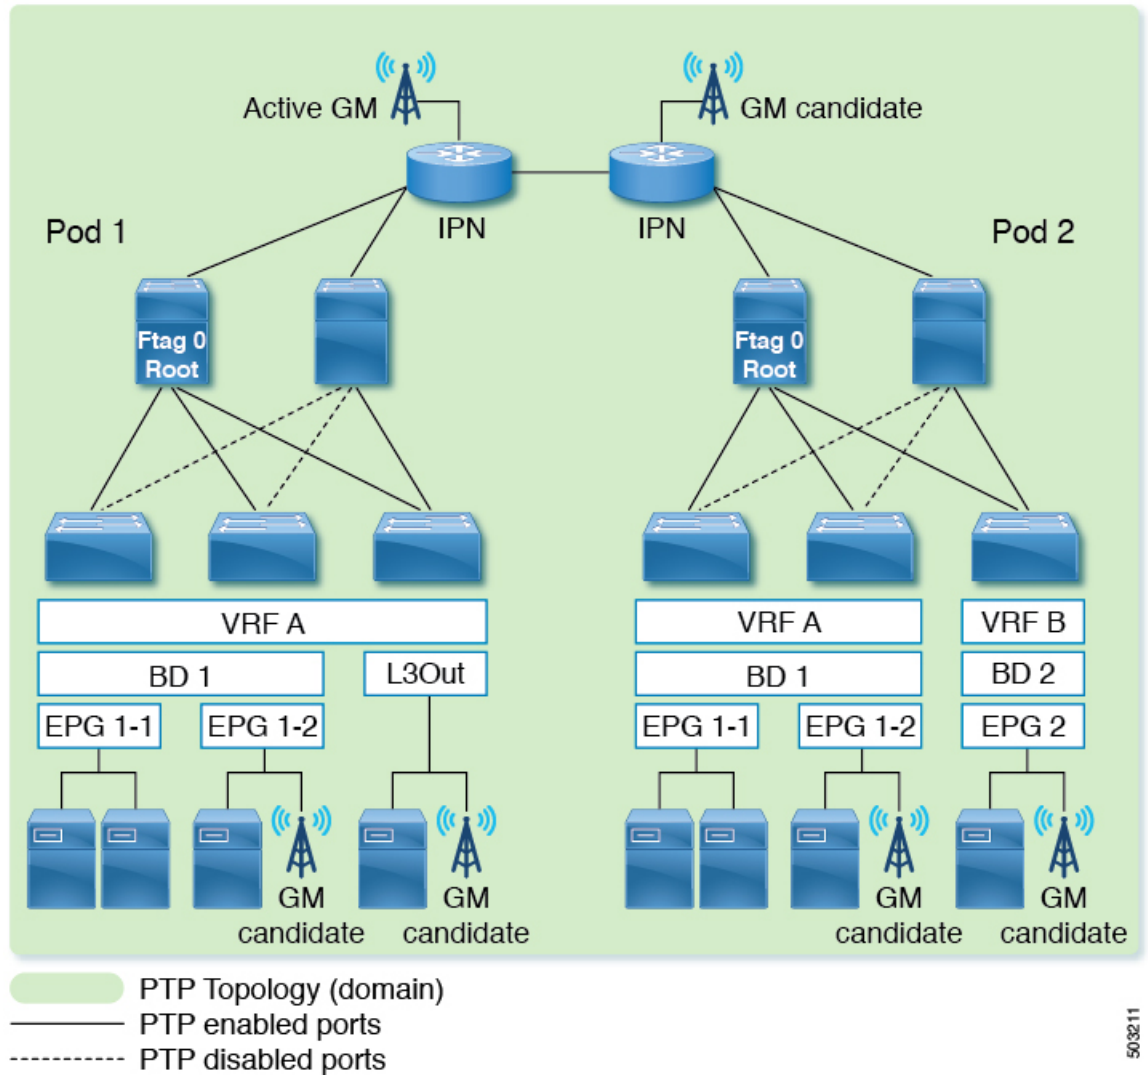 Active GM
GM candidate
IPN
IPN
Pod 1
Pod 2
Ftag 0
Root
Ftag 0
Root
VRF A
VRF A
VRF B
BD 1
L3Out
BD 1
BD 2
EPG 1-1
EPG 1-2
EPG 1-1
EPG 1-2
EPG 2
GM
candidate
GM
candidate
GM
candidate
GM
candidate
PTP Topology (domain)
PTP enabled ports
PTP disabled ports
503211